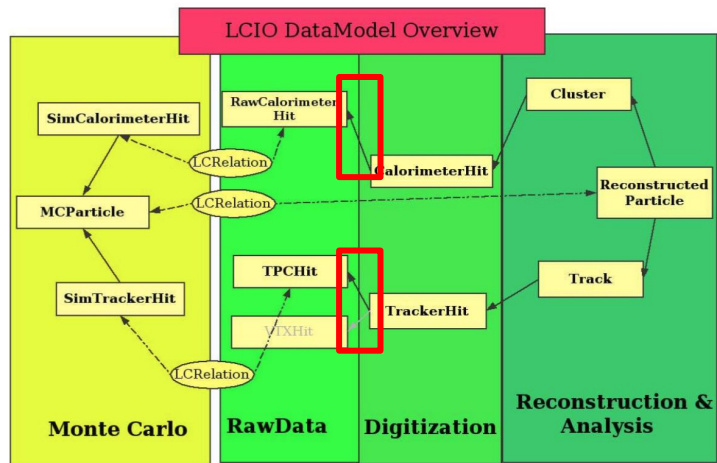 LCIO DataModel Overview
SimCalorimeterHit
MCParticle
SimTrackerHit
Monte Carlo
LCRelation
LCRelation
LCRelation
RawCalorimeter
Hit
TPCHit
VTXHit
RawData
CalorimeterHit
TrackerHit
Digitization
Cluster
Reconstructed
Particle
Track
Reconstruction &
Analysis